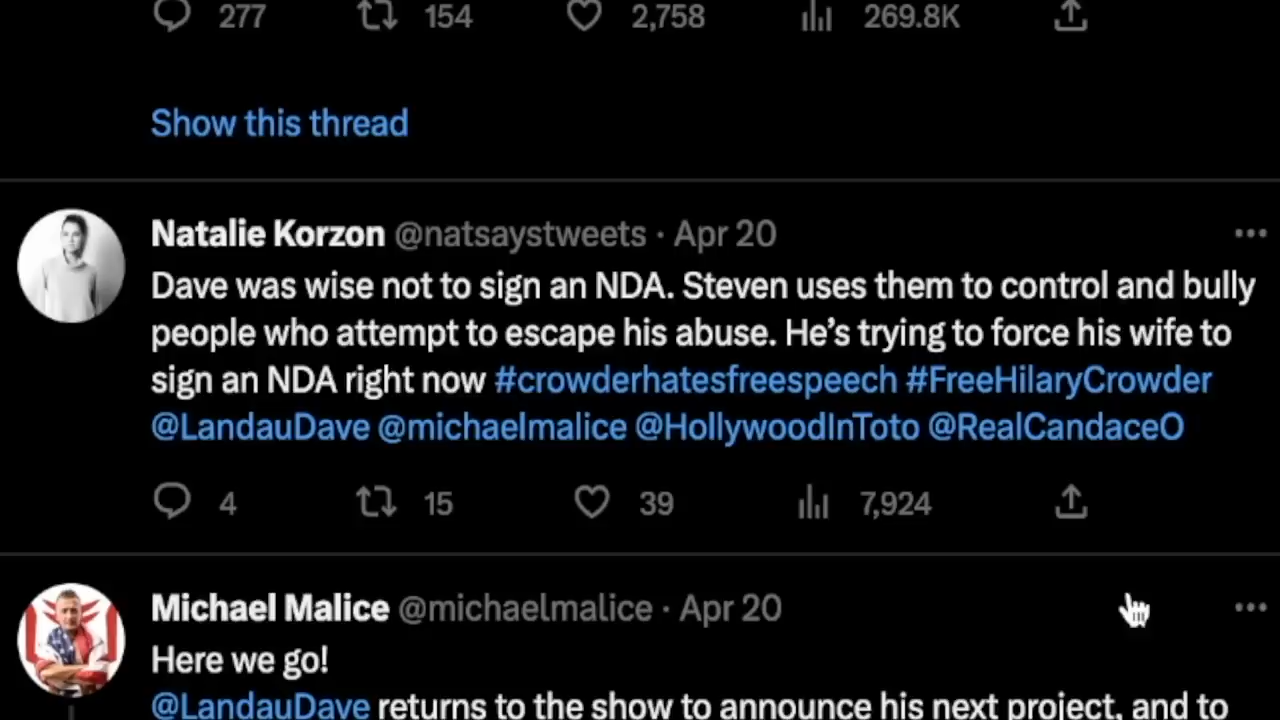 277 154 2,758 269.8K
Show this thread
Natalie Korzon @natsaystweets · Apr 20
Dave was wise not to sign an NDA. Steven uses them to control and bully
people who attempt to escape his abuse. He’s trying to force his wife to
sign an NDA right now #crowderhatesfreespeech #FreeHilaryCrowder
@LandauDave @michaelmalice @HollywoodInToto @RealCandaceO
4 15 39 7,924
Michael Malice @michaelmalice · Apr 20
Here we go!
@LandauDave returns to the show to announce his next project, and to